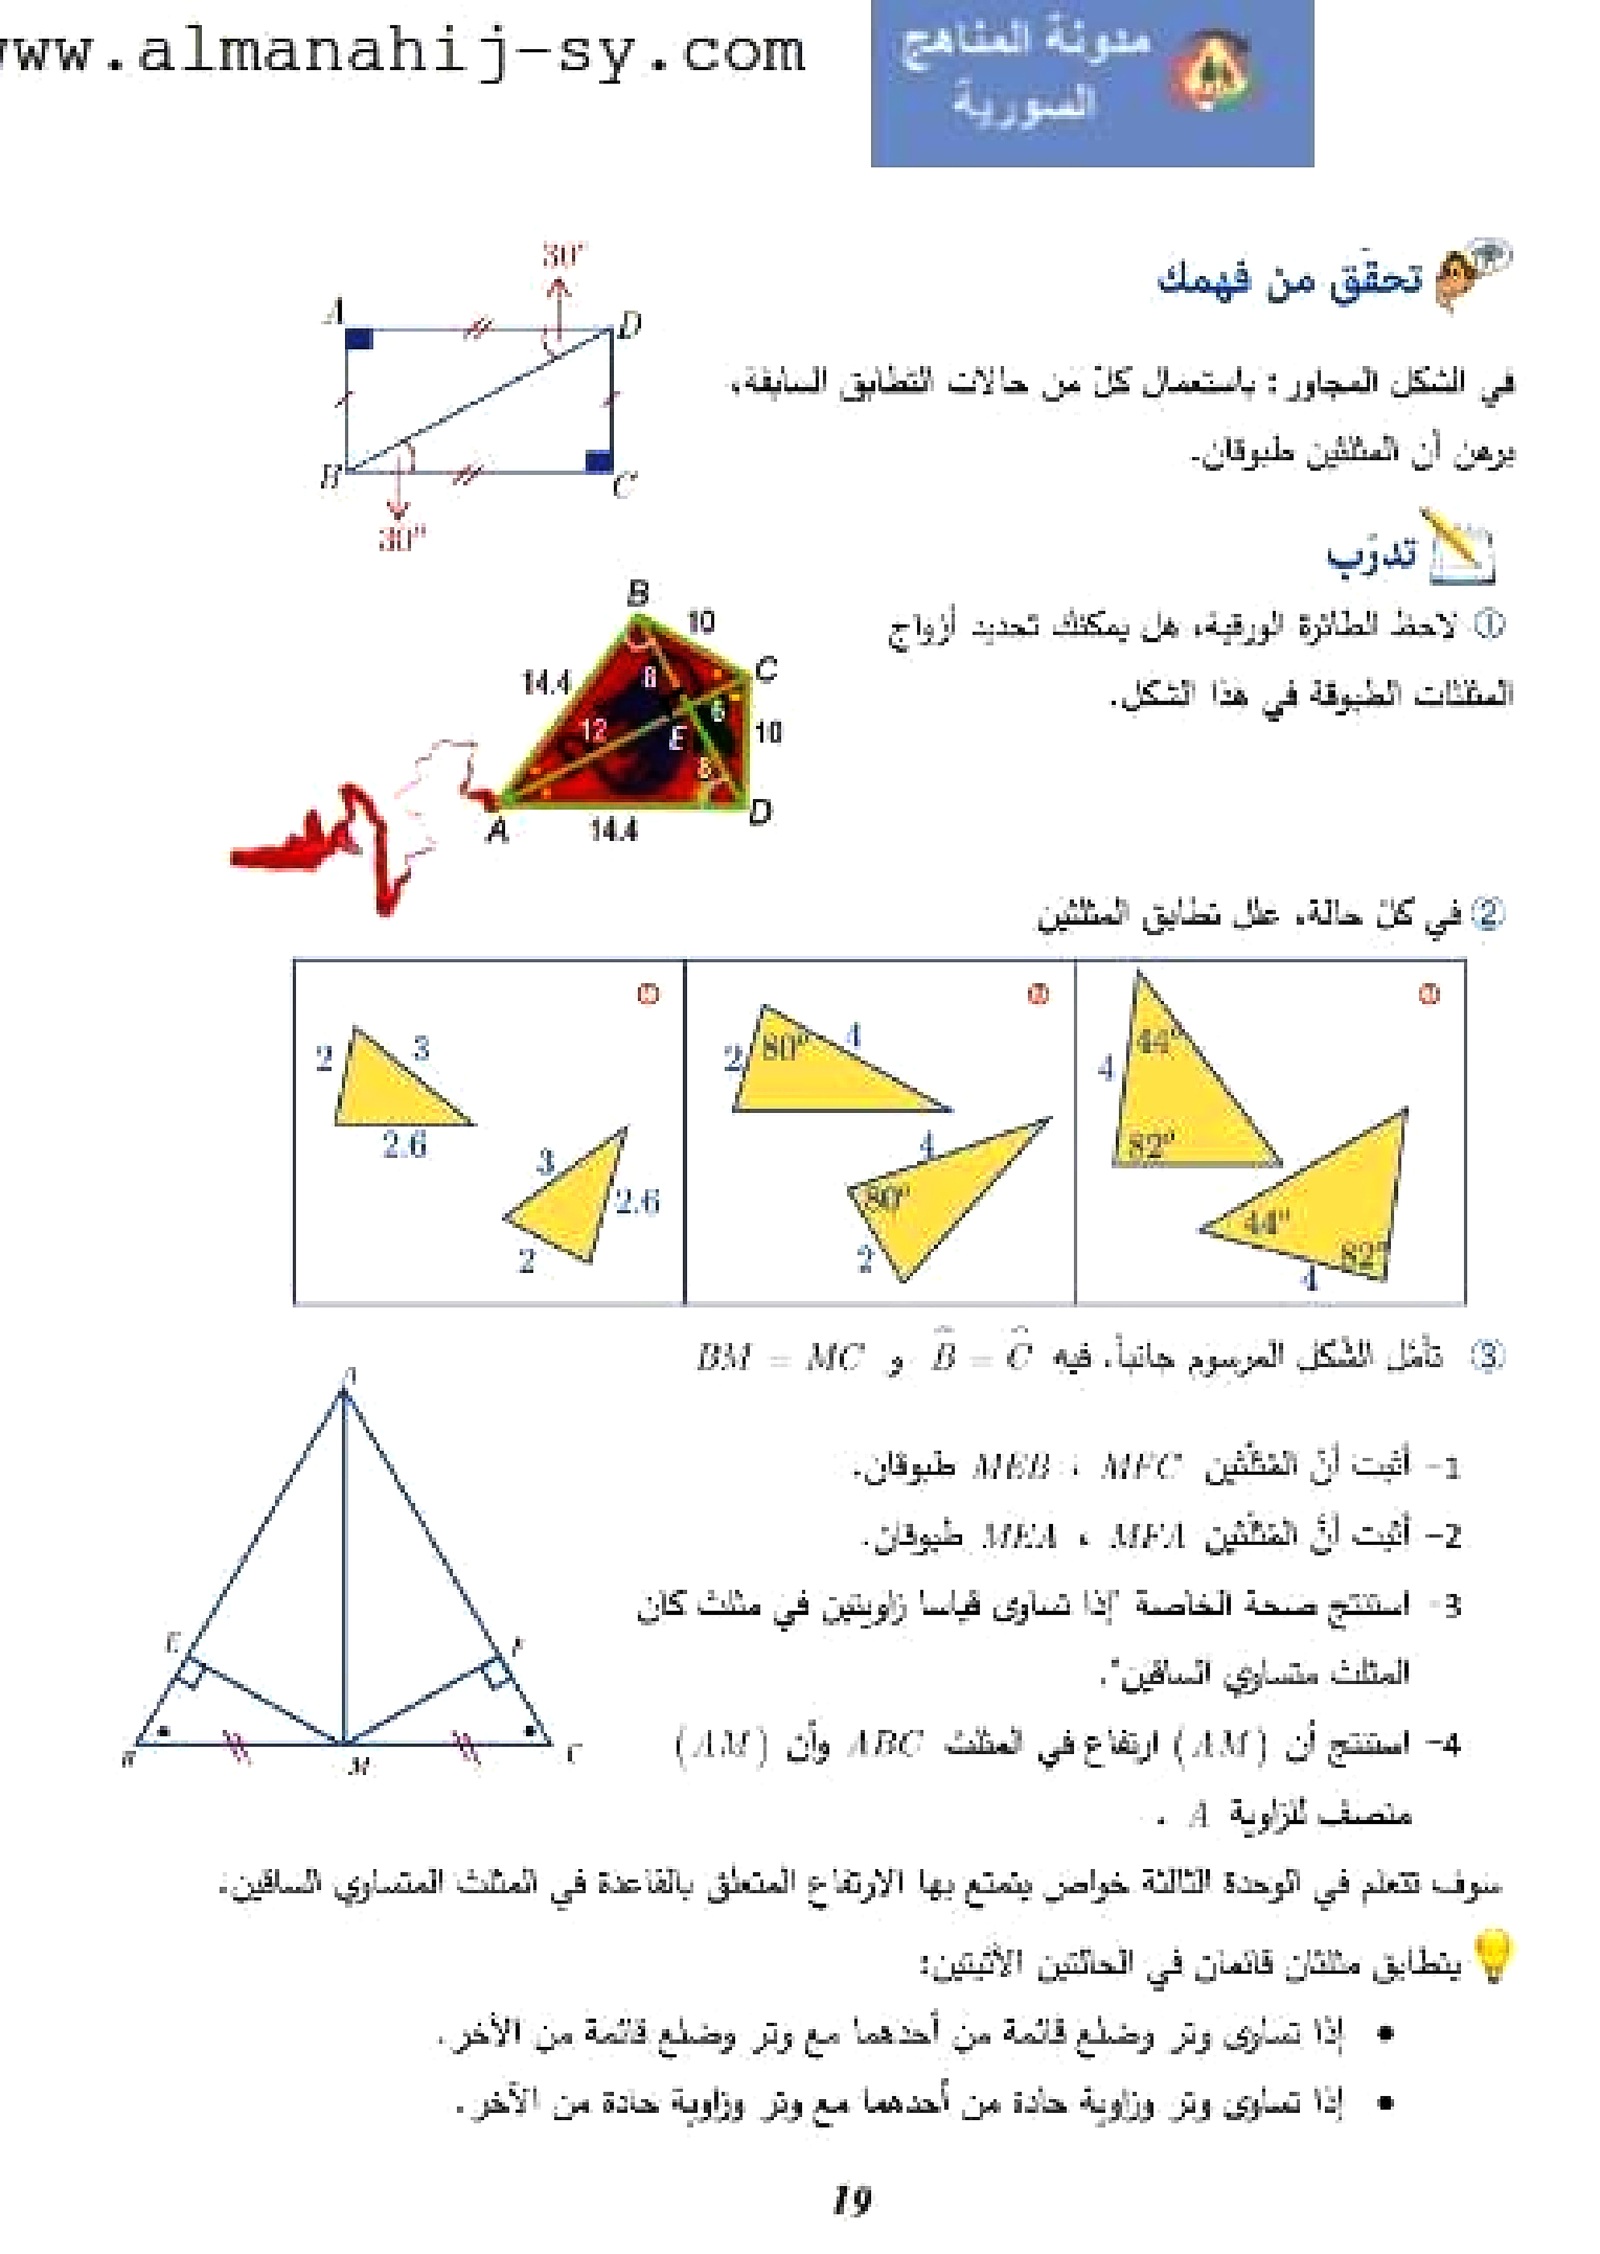 www.almanahij-sy.com
مدونة المناهج
السورية
تحقّق من فهمك
في الشكل المجاور : باستعمال كلّ من حالات التطابق السابقة،
برهن أن المثلثين طبوقان.
30°
A
D
B
C
30°
تدرّب
① لاحظ الطائرة الورقية، هل يمكنك تحديد أزواج
المثلثات الطبوقة في هذا الشكل.
B
10
14.4
8
C
12
6
E
10
8
A
14.4
D
② في كلّ حالة، علل تطابق المثلثين
44°
4
82°
44°
82°
4
2
80°
4
4
80°
2
2
3
2.6
3
2.6
2
③ تأمّل الشكل المرسوم جانباً، فيه B̂ = Ĉ و BM = MC
1- أثبت أنّ المثلّثين MFC ، MEB طبوقان.
2- أثبت أنّ المثلّثين MFA ، MEA طبوقان.
3- استنتج صحة الخاصة "إذا تساوى قياسا زاويتين في مثلث كان
المثلث متساوي الساقين".
4- استنتج أن (AM) ارتفاع في المثلث ABC وأن (AM)
منصف للزاوية A .
E
F
B
M
C
سوف تتعلم في الوحدة الثالثة خواص يتمتع بها الارتفاع المتعلق بالقاعدة في المثلث المتساوي الساقين.
يتطابق مثلثان قائمان في الحالتين الآتيتين:
• إذا تساوى وتر وضلع قائمة من أحدهما مع وتر وضلع قائمة من الآخر.
• إذا تساوى وتر وزاوية حادة من أحدهما مع وتر وزاوية حادة من الآخر.
19